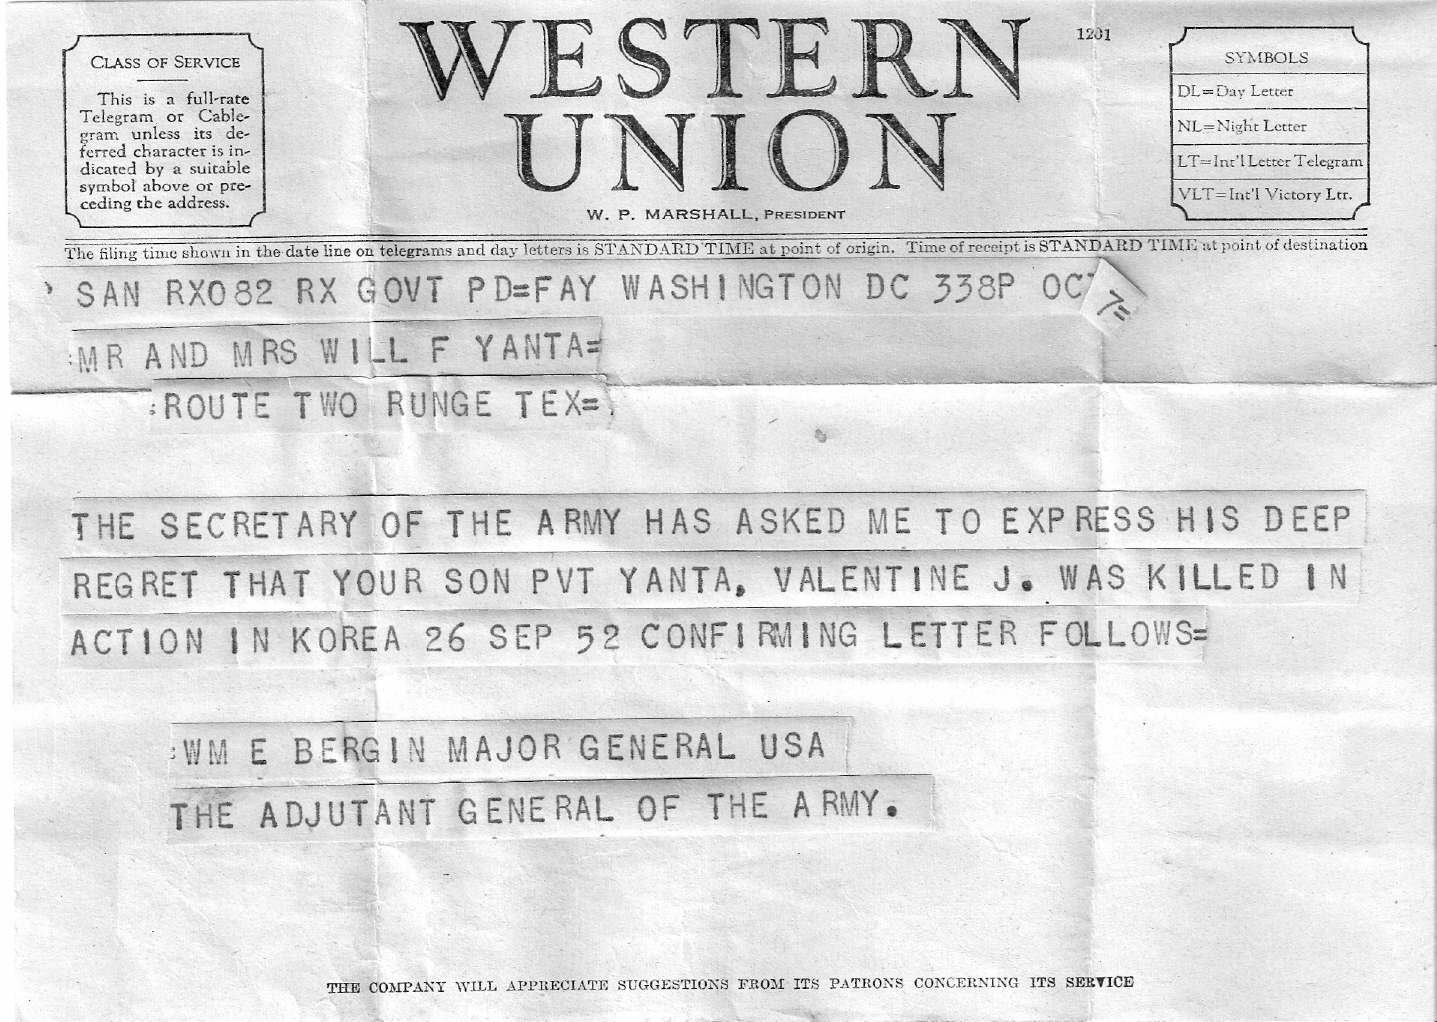 WESTERN
UNION
1201
W. P. MARSHALL, PRESIDENT
CLASS OF SERVICE
This is a full-rate
Telegram or Cable-
gram unless its de-
ferred character is in-
dicated by a suitable
symbol above or pre-
ceding the address.
SYMBOLS
DL=Day Letter
NL=Night Letter
LT=Int'l Letter Telegram
VLT=Int'l Victory Ltr.
The filing time shown in the date line on telegrams and day letters is STANDARD TIME at point of origin. Time of receipt is STANDARD TIME at point of destination
SAN RX082 RX GOVT PD=FAY WASHINGTON DC 338P OCT 7=
:MR AND MRS WILL F YANTA=
:ROUTE TWO RUNGE TEX=
THE SECRETARY OF THE ARMY HAS ASKED ME TO EXPRESS HIS DEEP
REGRET THAT YOUR SON PVT YANTA, VALENTINE J. WAS KILLED IN
ACTION IN KOREA 26 SEP 52 CONFIRMING LETTER FOLLOWS=
:WM E BERGIN MAJOR GENERAL USA
THE ADJUTANT GENERAL OF THE ARMY.
THE COMPANY WILL APPRECIATE SUGGESTIONS FROM ITS PATRONS CONCERNING ITS SERVICE